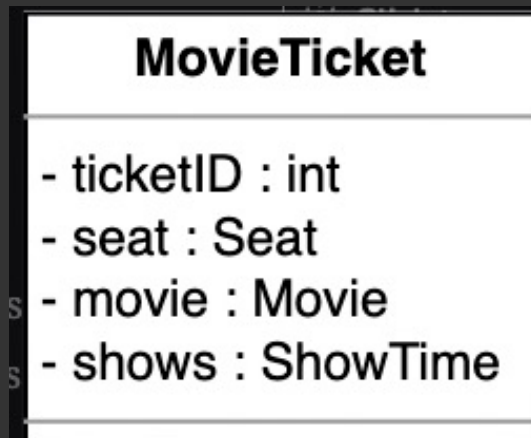 MovieTicket
- ticketID : int
- seat : Seat
- movie : Movie
- shows : ShowTime